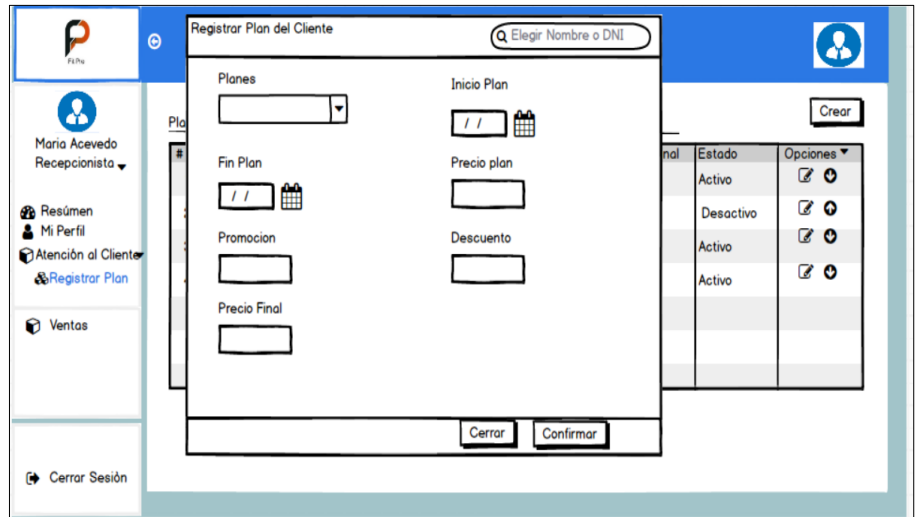 Fit Pro
Maria Acevedo
Recepcionista
Resúmen
Mi Perfil
Atención al Cliente
Registrar Plan
Ventas
Cerrar Sesión
Registrar Plan del Cliente
Elegir Nombre o DNI
Planes
Inicio Plan
/ /
Fin Plan
Precio plan
/ /
Promocion
Descuento
Precio Final
Cerrar
Confirmar
Crear
#
Estado
Opciones
Activo
Desactivo
Activo
Activo